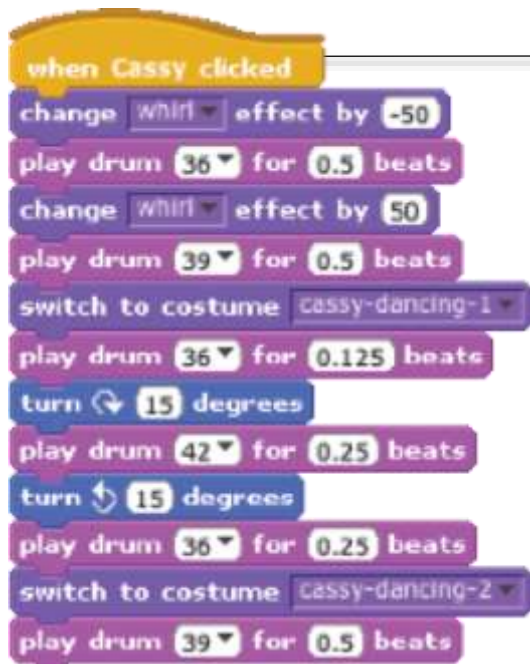 when Cassy clicked
change whirl effect by -50
play drum 36 for 0.5 beats
change whirl effect by 50
play drum 39 for 0.5 beats
switch to costume cassy-dancing-1
play drum 36 for 0.125 beats
turn 15 degrees
play drum 42 for 0.25 beats
turn 15 degrees
play drum 36 for 0.25 beats
switch to costume cassy-dancing-2
play drum 39 for 0.5 beats